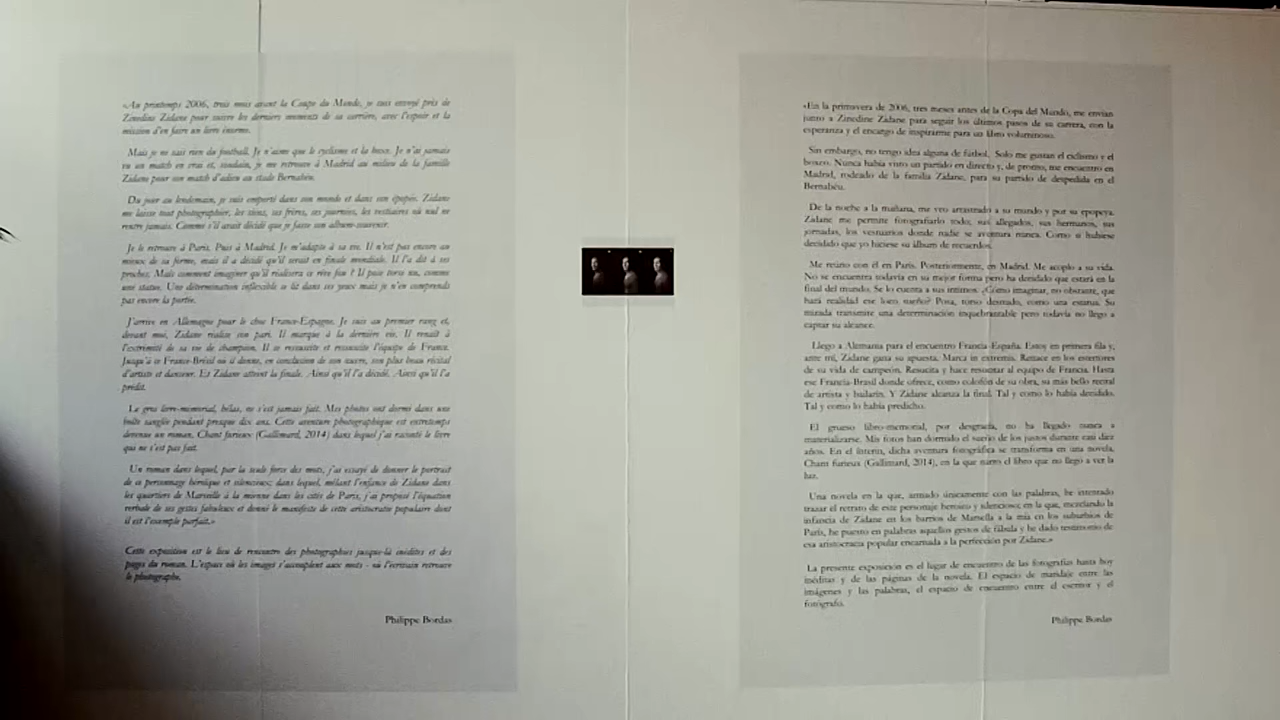 «Au printemps 2006, trois mois avant la Coupe du Monde, je suis envoyé près de
Zinedine Zidane pour suivre les derniers moments de sa carrière, avec l'espoir et la
mission d'en faire un livre énorme.
Mais je ne sais rien du football. Je n'aime que le cyclisme et la boxe. Je n'ai jamais
vu un match en vrai et, soudain, je me retrouve à Madrid au milieu de la famille
Zidane pour son match d'adieu au stade Bernabéu.
Du jour au lendemain, je suis emporté dans son monde et dans son épopée. Zidane
me laisse tout photographier, les siens, ses frères, ses journées, les vestiaires où nul ne
rentre jamais. Comme s'il avait décidé que je fasse son album-souvenir.
Je le retrouve à Paris. Puis à Madrid. Je m'adapte à sa vie. Il n'est pas encore au
mieux de sa forme, mais il a décidé qu'il serait en finale mondiale. Il l'a dit à ses
proches. Mais comment imaginer qu'il réalisera ce rêve fou ? Il pose torse nu, comme
une statue. Une détermination inflexible se lit dans ses yeux mais je n'en comprends
pas encore la portée.
J'arrive en Allemagne pour le choc France-Espagne. Je suis au premier rang et,
devant moi, Zidane réalise son pari. Il marque à la dernière vie. Il renaît à
l'extrémité de sa vie de champion. Il se ressuscite et ressuscite l'équipe de France.
Jusqu'à ce France-Brésil où il donne, en conclusion de son œuvre, son plus beau récital
d'artiste et danseur. Et Zidane atteint la finale. Ainsi qu'il l'a décidé. Ainsi qu'il l'a
prédit.
Le gros livre-mémorial, hélas, ne s'est jamais fait. Mes photos ont dormi dans une
boîte sanglée pendant presque dix ans. Cette aventure photographique est entretemps
devenue un roman, Chant furieux (Gallimard, 2014) dans lequel j'ai raconté le livre
qui ne s'est pas fait.
Un roman dans lequel, par la seule force des mots, j'ai essayé de donner le portrait
de ce personnage héroïque et silencieux; dans lequel, mêlant l'enfance de Zidane dans
les quartiers de Marseille à la mienne dans les cités de Paris, j'ai proposé l'équation
verbale de ses gestes fabuleux et donné le manifeste de cette aristocratie populaire dont
il est l'exemple parfait.»
Cette exposition est le lieu de rencontre des photographies jusque-là inédites et des
pages du roman. L'espace où les images s'accouplent aux mots - où l'écrivain retrouve
le photographe.
Philippe Bordas
«En la primavera de 2006, tres meses antes de la Copa del Mundo, me envían
junto a Zinedine Zidane para seguir los últimos pasos de su carrera, con la
esperanza y el encargo de inspirarme para un libro voluminoso.
Sin embargo, no tengo idea alguna de fútbol. Solo me gustan el ciclismo y el
boxeo. Nunca había visto un partido en directo y, de pronto, me encuentro en
Madrid, rodeado de la familia Zidane, para su partido de despedida en el
Bernabéu.
De la noche a la mañana, me veo arrastrado a su mundo y por su epopeya.
Zidane me permite fotografiarlo todo, sus allegados, sus hermanos, sus
jornadas, los vestuarios donde nadie se aventura nunca. Como si hubiese
decidido que yo hiciese su álbum de recuerdos.
Me reúno con él en París. Posteriormente, en Madrid. Me acoplo a su vida.
No se encuentra todavía en su mejor forma pero ha decidido que estará en la
final del mundo. Se lo cuenta a sus íntimos. ¿Cómo imaginar, no obstante, que
hará realidad ese loco sueño? Posa, torso desnudo, como una estatua. Su
mirada transmite una determinación inquebrantable pero todavía no llego a
captar su alcance.
Llego a Alemania para el encuentro Francia-España. Estoy en primera fila y,
ante mí, Zidane gana su apuesta. Marca in extremis. Renace en los estertores
de su vida de campeón. Resucita y hace resucitar al equipo de Francia. Hasta
ese Francia-Brasil donde ofrece, como colofón de su obra, su más bello recital
de artista y bailarín. Y Zidane alcanza la final. Tal y como lo había decidido.
Tal y como lo había predicho.
El grueso libro-memorial, por desgracia, no ha llegado nunca a
materializarse. Mis fotos han dormido el sueño de los justos durante casi diez
años. En el ínterin, dicha aventura fotográfica se transforma en una novela,
Chant furieux (Gallimard, 2014), en la que narro el libro que no llegó a ver la
luz.
Una novela en la que, armado únicamente con las palabras, he intentado
trazar el retrato de este personaje heroico y silencioso; en la que, mezclando la
infancia de Zidane en los barrios de Marsella a la mía en los suburbios de
París, he puesto en palabras aquellos gestos de fábula y he dado testimonio de
esa aristocracia popular encarnada a la perfección por Zidane.»
La presente exposición es el lugar de encuentro de las fotografías hasta hoy
inéditas y de las páginas de la novela. El espacio de maridaje entre las
imágenes y las palabras, el espacio de encuentro entre el escritor y el
fotógrafo.
Philippe Bordas